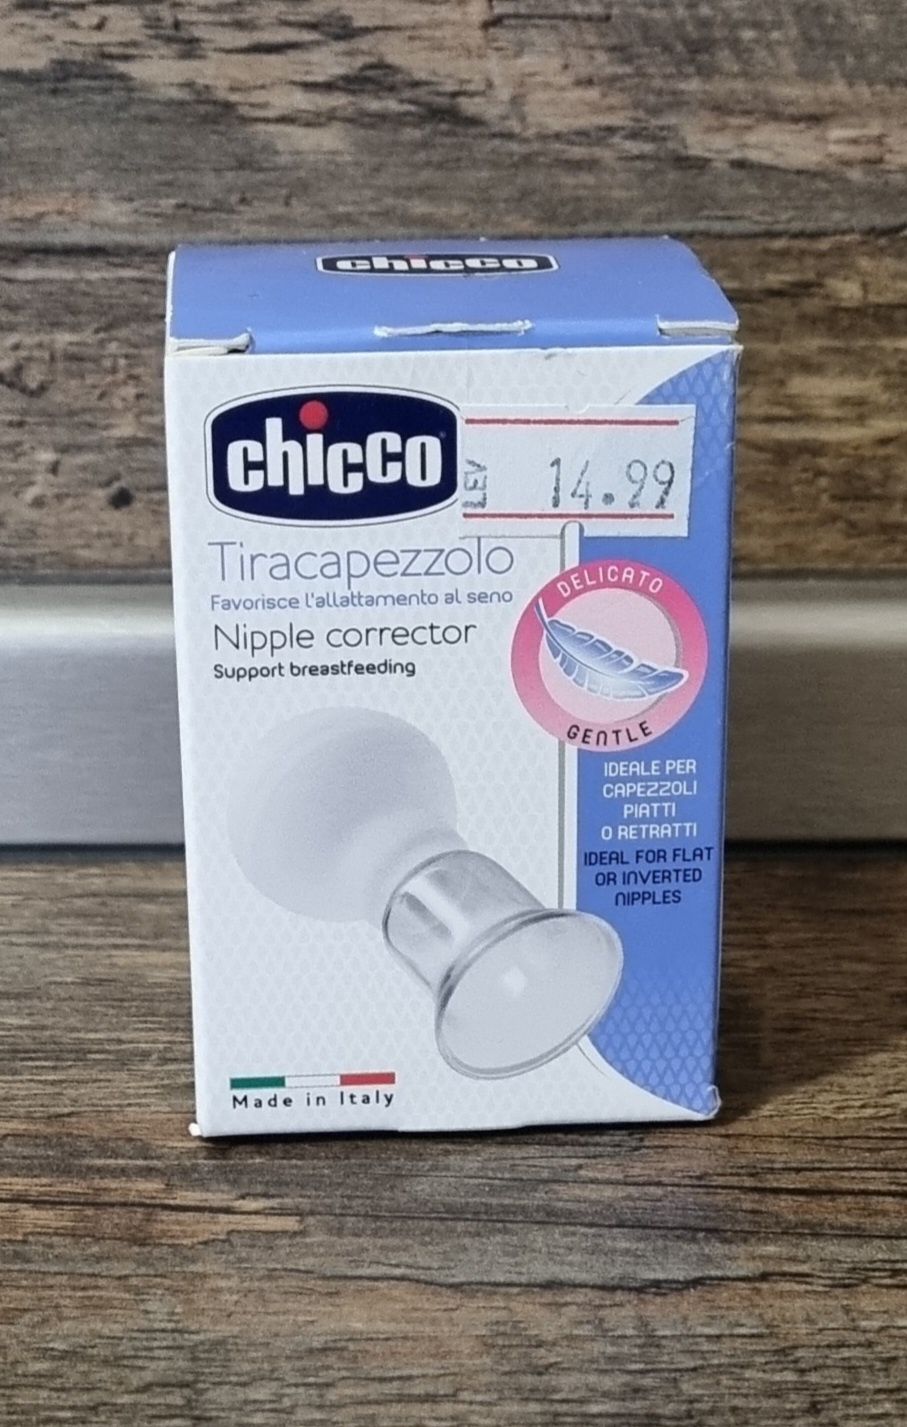 chicco
chicco
LEV 14.99
Tiracapezzolo
Favorisce l'allattamento al seno
Nipple corrector
Support breastfeeding
DELICATO
GENTLE
IDEALE PER
CAPEZZOLI
PIATTI
O RETRATTI
IDEAL FOR FLAT
OR INVERTED
NIPPLES
Made in Italy